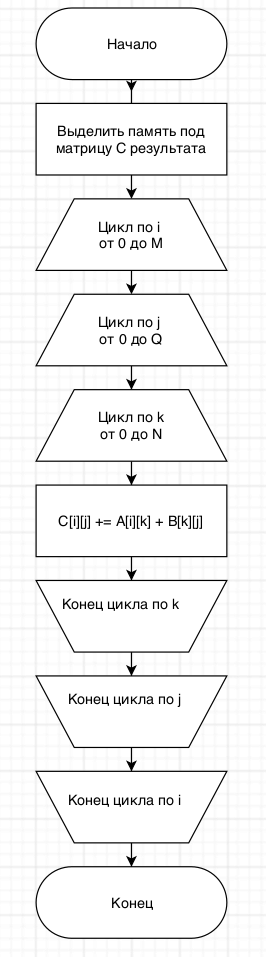 Начало
Выделить память под
матрицу C результата
Цикл по i
от 0 до M
Цикл по j
от 0 до Q
Цикл по k
от 0 до N
C[i][j] += A[i][k] + B[k][j]
Конец цикла по k
Конец цикла по j
Конец цикла по i
Конец